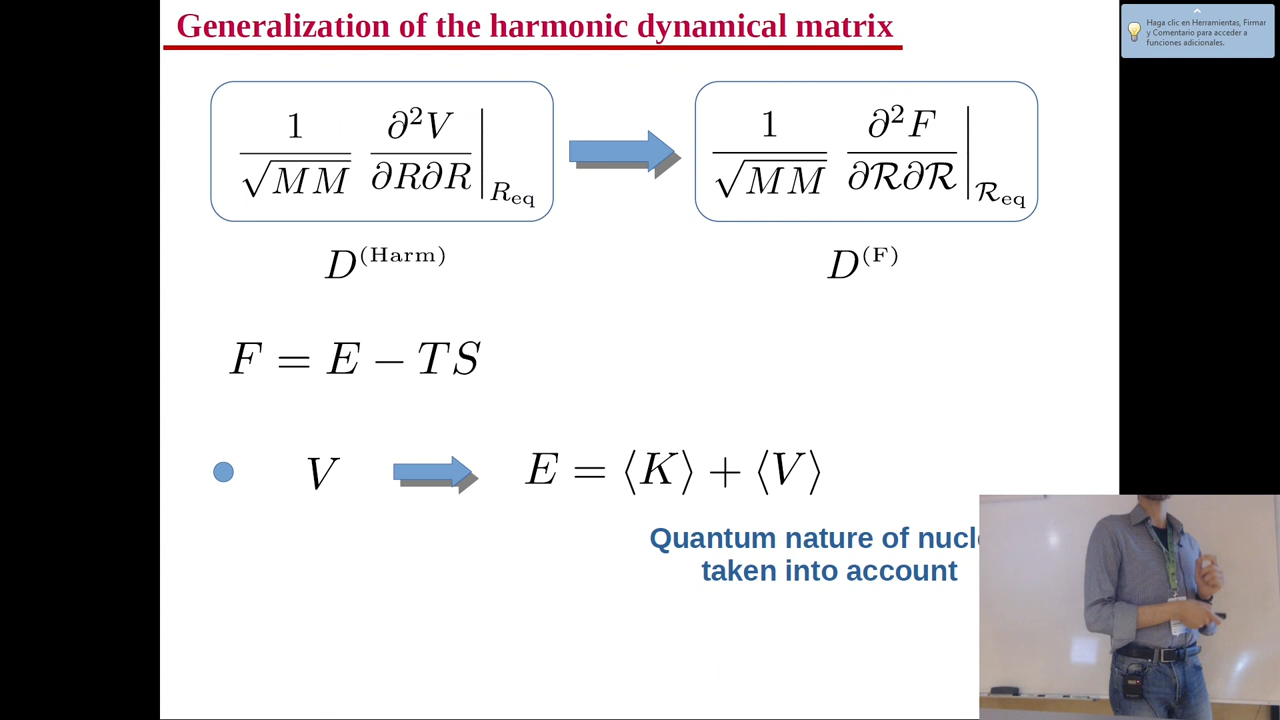 Generalization of the harmonic dynamical matrix
Haga clic en Herramientas, Firmar
y Comentario para acceder a
funciones adicionales.
1/√(MM) ∂²V/∂R∂R |R_eq
1/√(MM) ∂²F/∂ℛ∂ℛ |ℛ_eq
D^(Harm)
D^(F)
F = E − TS
V
E = ⟨K⟩ + ⟨V⟩
Quantum nature of
taken into account